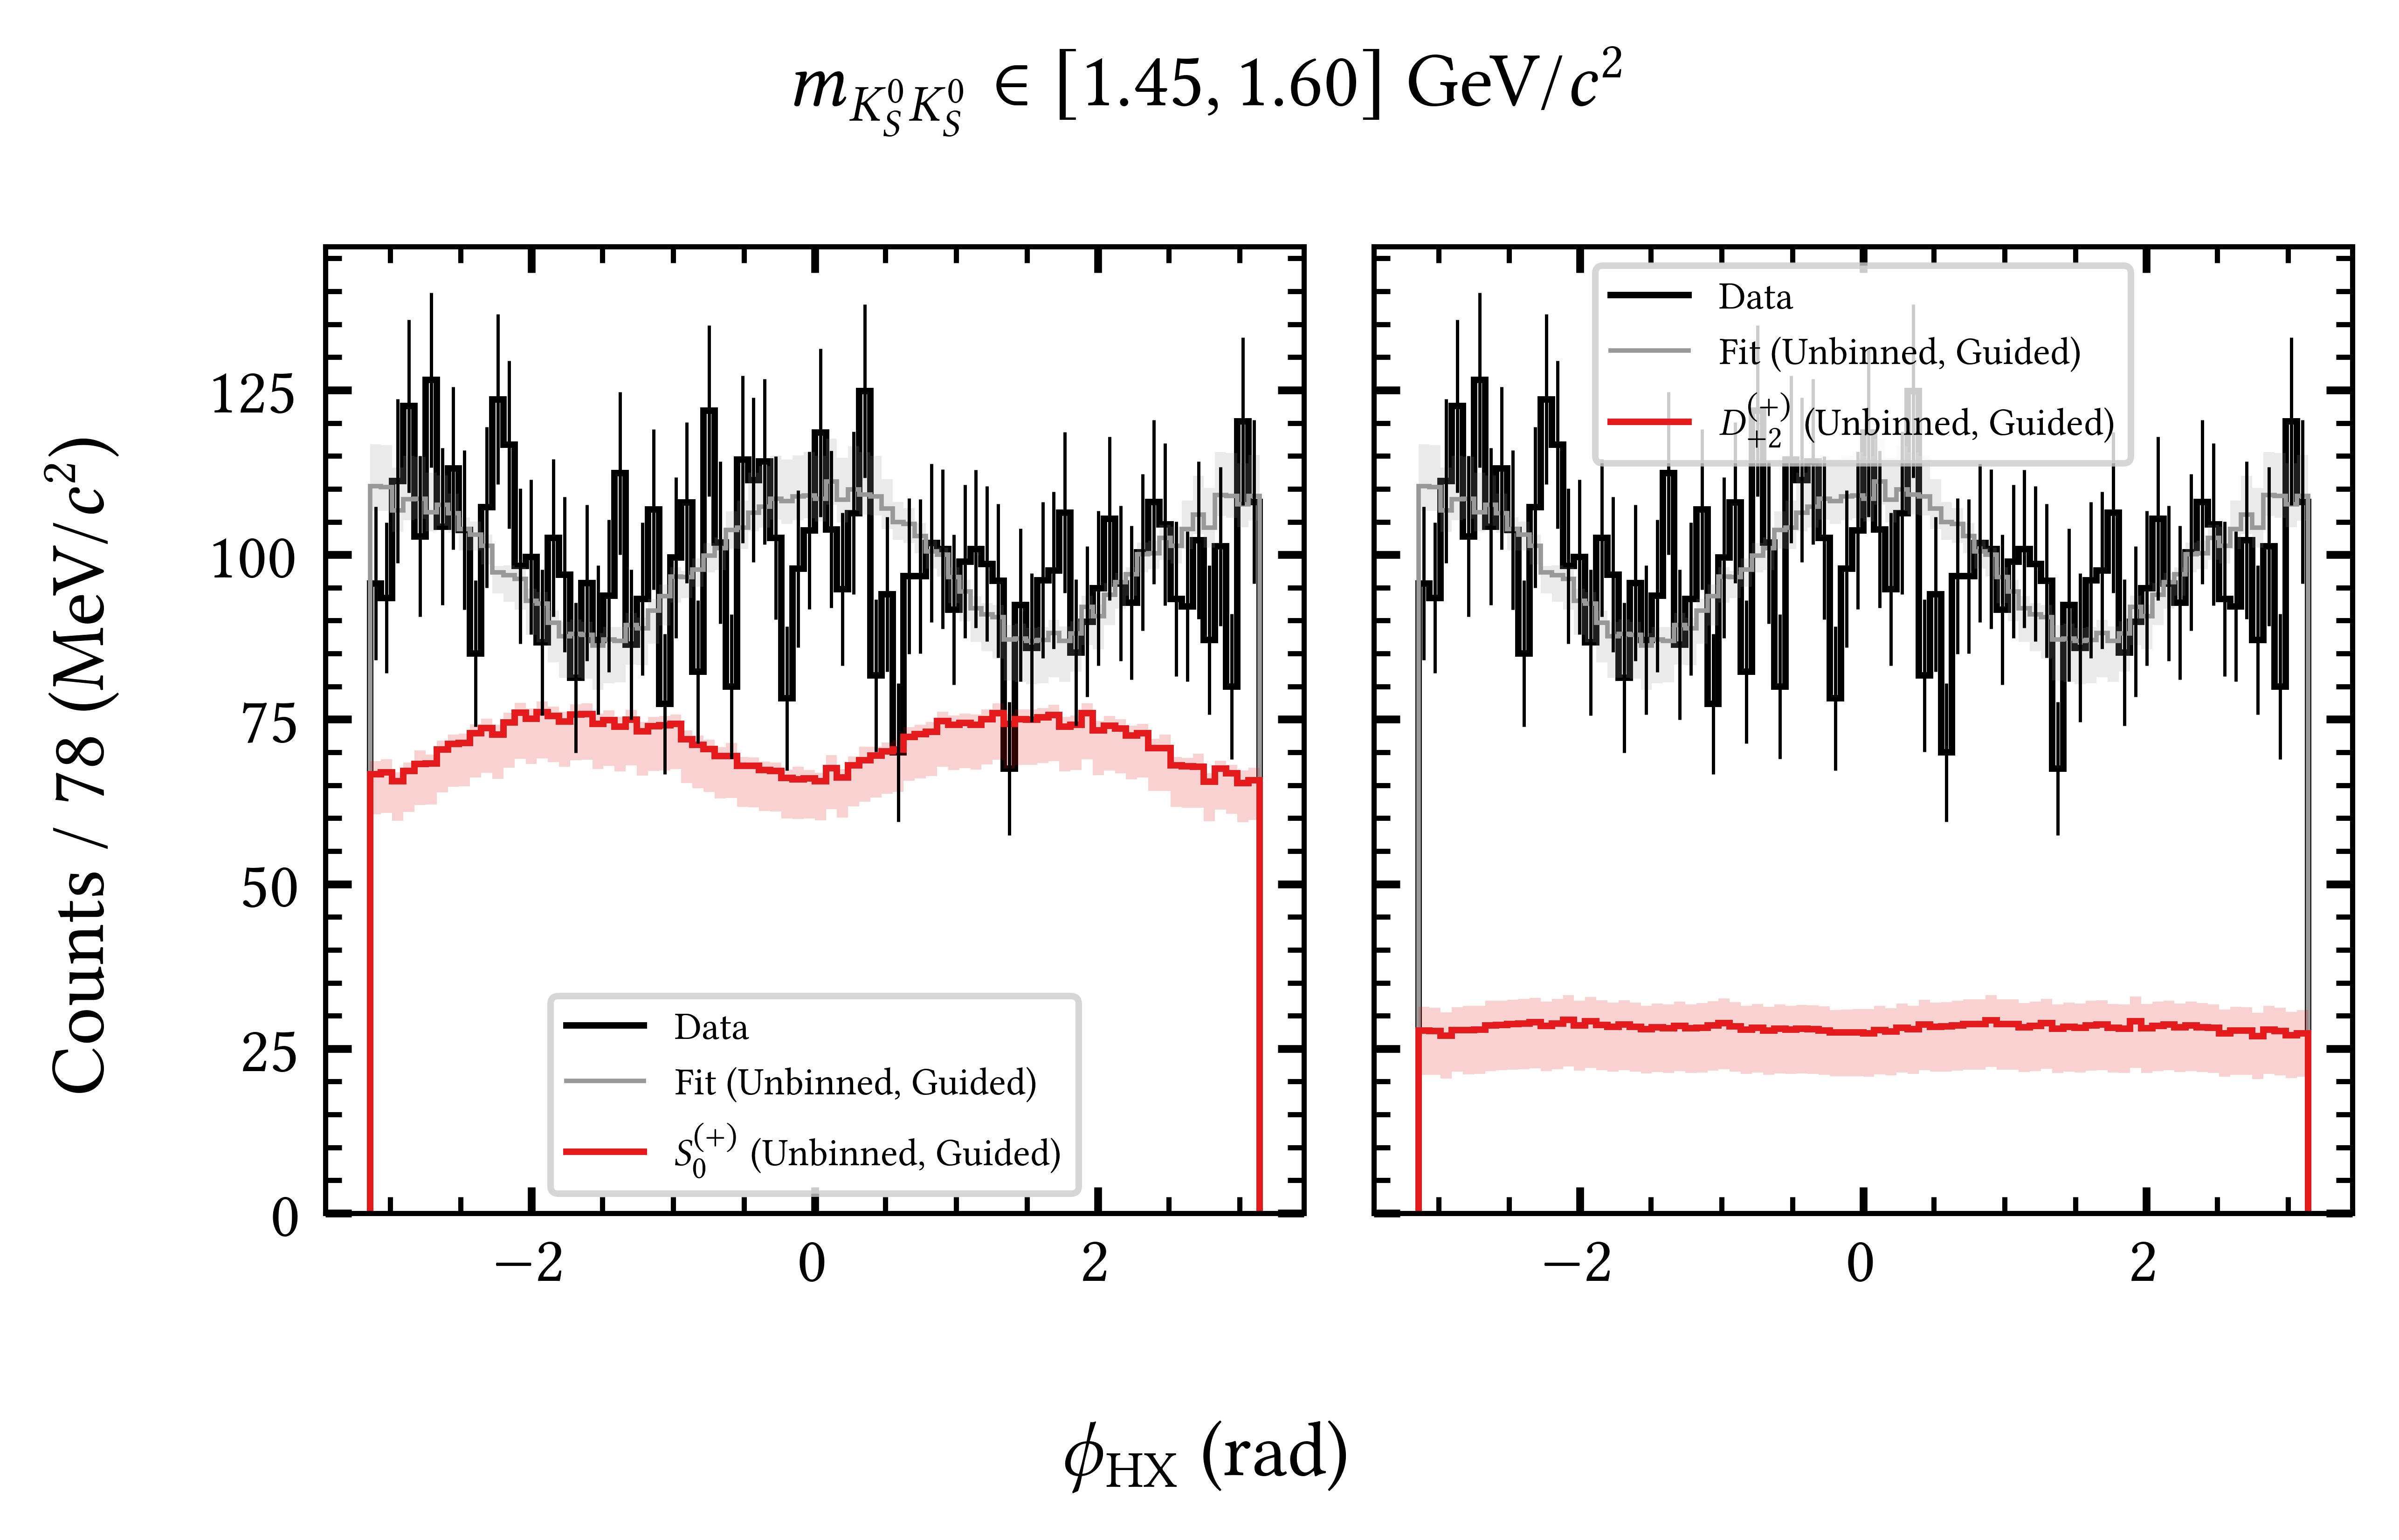 m_{K_S^0 K_S^0} ∈ [1.45, 1.60] GeV/c²
Counts / 78 (MeV/c²)
125
100
75
50
25
0
Data
Fit (Unbinned, Guided)
S_0^{(+)} (Unbinned, Guided)
−2
0
2
Data
Fit (Unbinned, Guided)
D_{+2}^{(+)} (Unbinned, Guided)
−2
0
2
ϕ_{HX} (rad)